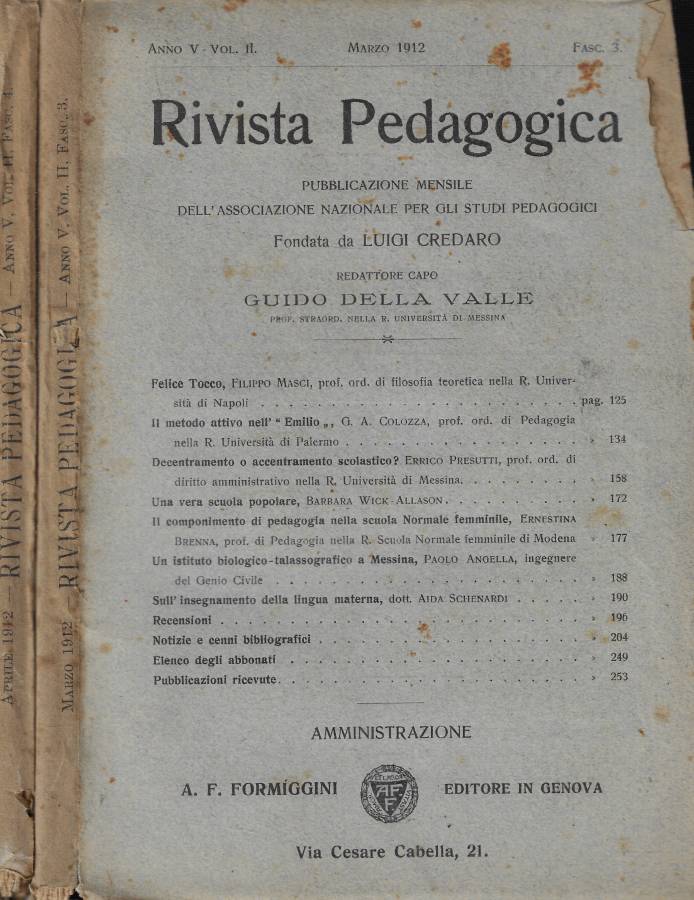 ANNO V - VOL. II. MARZO 1912 FASC. 3.
Rivista Pedagogica
PUBBLICAZIONE MENSILE
DELL'ASSOCIAZIONE NAZIONALE PER GLI STUDI PEDAGOGICI
Fondata da LUIGI CREDARO
REDATTORE CAPO
GUIDO DELLA VALLE
PROF. STRAORD. NELLA R. UNIVERSITÀ DI MESSINA
Felice Tocco, FILIPPO MASCI, prof. ord. di filosofia teoretica nella R. Univer-
sità di Napoli . . . . . . . . . . . . . . . . . . pag. 125
Il metodo attivo nell' " Emilio „, G. A. COLOZZA, prof. ord. di Pedagogia
nella R. Università di Palermo . . . . . . . . . . . . » 134
Decentramento o accentramento scolastico? ERRICO PRESUTTI, prof. ord. di
diritto amministrativo nella R. Università di Messina. . . . . . . » 158
Una vera scuola popolare, BARBARA WICK-ALLASON. . . . . . . . » 172
Il componimento di pedagogia nella scuola Normale femminile, ERNESTINA
BRENNA, prof. di Pedagogia nella R. Scuola Normale femminile di Modena » 177
Un istituto biologico-talassografico a Messina, PAOLO ANGELLA, ingegnere
del Genio Civile . . . . . . . . . . . . . . . . » 188
Sull' insegnamento della lingua materna, dott. AIDA SCHENARDI . . . . . » 190
Recensioni . . . . . . . . . . . . . . . . . . » 196
Notizie e cenni bibliografici . . . . . . . . . . . . . » 204
Elenco degli abbonati . . . . . . . . . . . . . . . » 249
Pubblicazioni ricevute. . . . . . . . . . . . . . . » 253
AMMINISTRAZIONE
A. F. FORMÍGGINI EDITORE IN GENOVA
AFF
Via Cesare Cabella, 21.
MARZO 1912 — RIVISTA PEDAGOGICA — ANNO V. VOL. II, FASC. 3.
APRILE 1912 — RIVISTA PEDAGOGICA — ANNO V. VOL. II, FASC. 4.